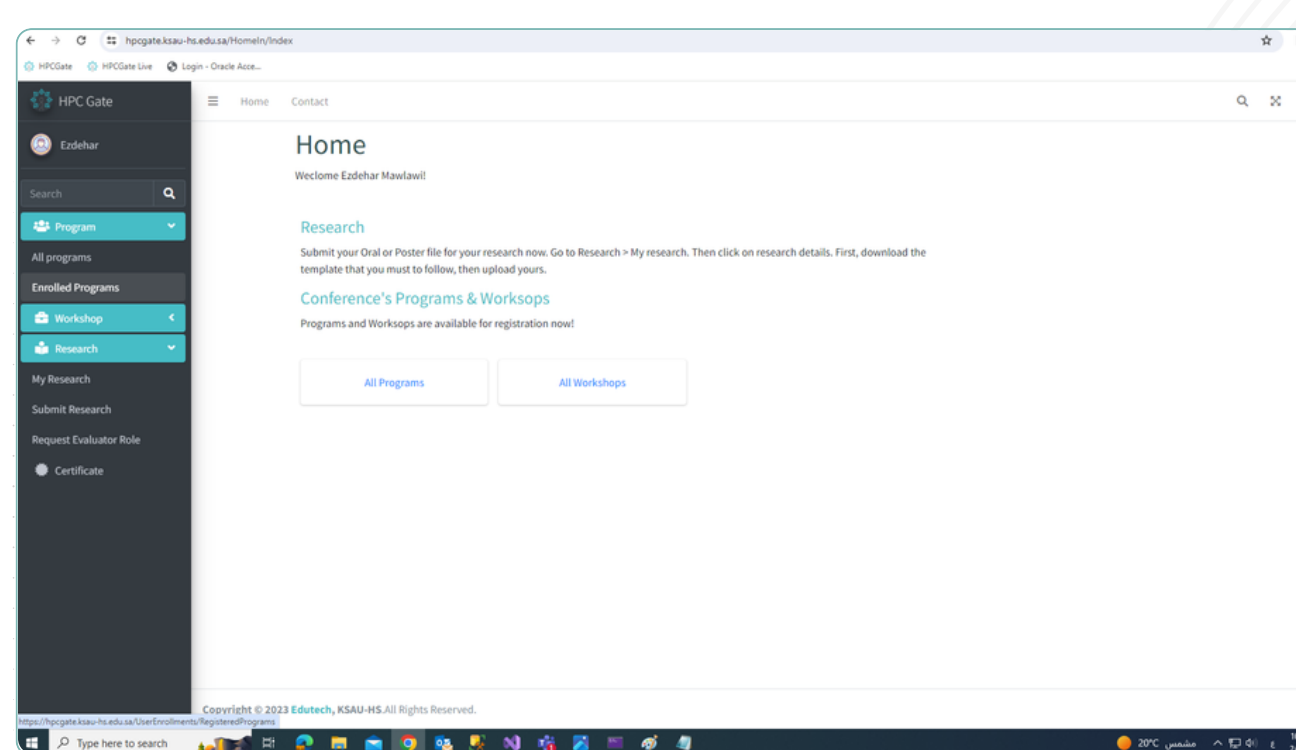 hpcgate.ksau-hs.edu.sa/HomeIn/Index
HPCGate HPCGate Live Login - Oracle Acce...
HPC Gate
Home Contact
Ezdehar
Search
Program
All programs
Enrolled Programs
Workshop
Research
My Research
Submit Research
Request Evaluator Role
Certificate
Home
Weclome Ezdehar Mawlawi!
Research
Submit your Oral or Poster file for your research now. Go to Research > My research. Then click on research details. First, download the
template that you must to follow, then upload yours.
Conference's Programs & Worksops
Programs and Worksops are available for registration now!
All Programs All Workshops
Copyright © 2023 Edutech, KSAU-HS.All Rights Reserved.
https://hpcgate.ksau-hs.edu.sa/UserEnrollments/RegisteredPrograms
Type here to search
20°C مشمس
ع